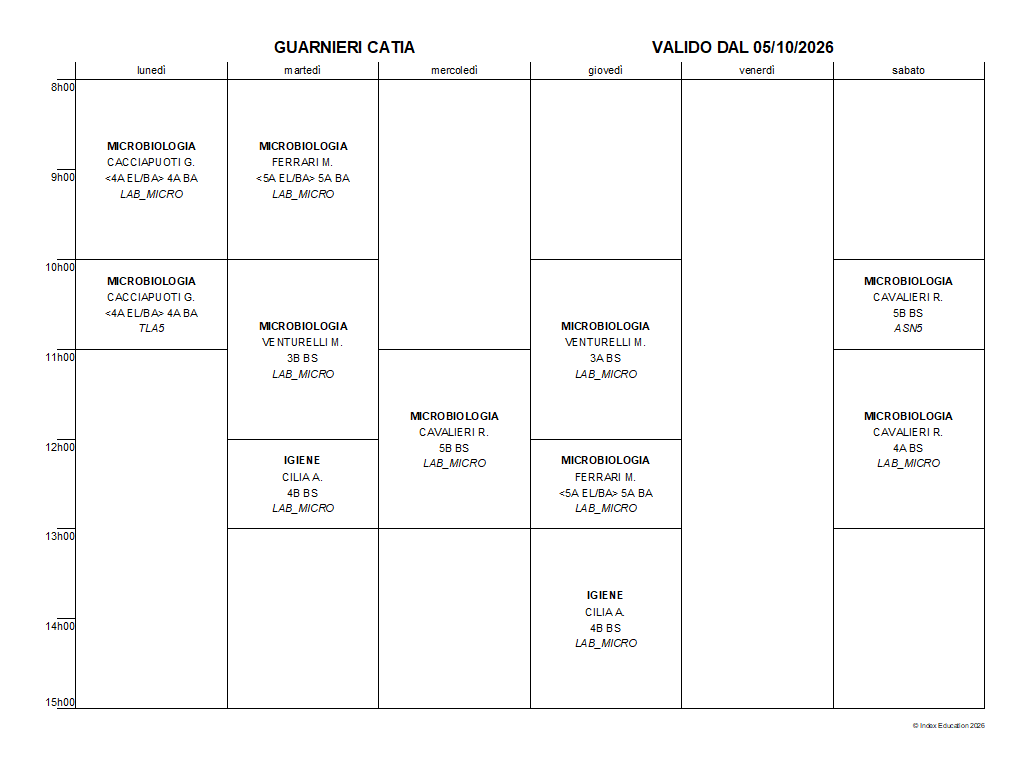 GUARNIERI CATIA
VALIDO DAL 05/10/2026
lunedì
martedì
mercoledì
giovedì
venerdì
sabato
8h00
9h00
10h00
11h00
12h00
13h00
14h00
15h00
MICROBIOLOGIA
CACCIAPUOTI G.
<4A EL/BA> 4A BA
LAB_MICRO
MICROBIOLOGIA
CACCIAPUOTI G.
<4A EL/BA> 4A BA
TLA5
MICROBIOLOGIA
FERRARI M.
<5A EL/BA> 5A BA
LAB_MICRO
MICROBIOLOGIA
VENTURELLI M.
3B BS
LAB_MICRO
IGIENE
CILIA A.
4B BS
LAB_MICRO
MICROBIOLOGIA
CAVALIERI R.
5B BS
LAB_MICRO
MICROBIOLOGIA
VENTURELLI M.
3A BS
LAB_MICRO
MICROBIOLOGIA
FERRARI M.
<5A EL/BA> 5A BA
LAB_MICRO
IGIENE
CILIA A.
4B BS
LAB_MICRO
MICROBIOLOGIA
CAVALIERI R.
5B BS
ASN5
MICROBIOLOGIA
CAVALIERI R.
4A BS
LAB_MICRO
© Index Education 2026